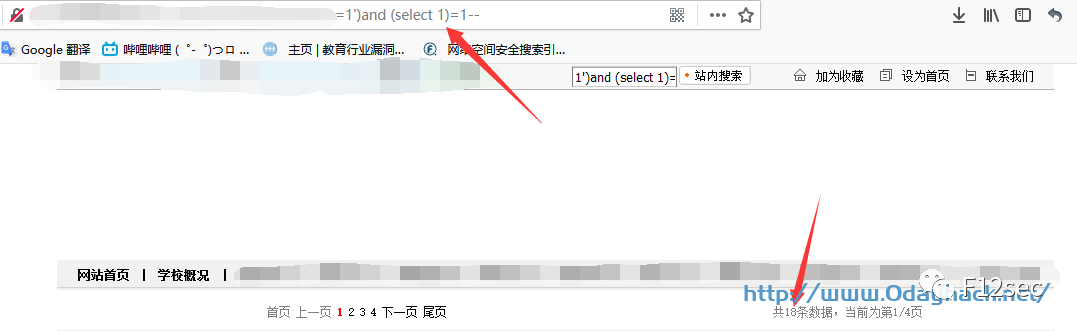 =1')and (select 1)=1--
Google 翻译 哔哩哔哩 ( ゜- ゜)つロ ... 主页 | 教育行业漏洞... 网络空间安全搜索引...
1')and (select 1)= 站内搜索 加为收藏 设为首页 联系我们
网站首页 | 学校概况 |
F12sec
http://www.0dayhack.net/
首页 上一页 1 2 3 4 下一页 尾页 共18条数据，当前为第1/4页